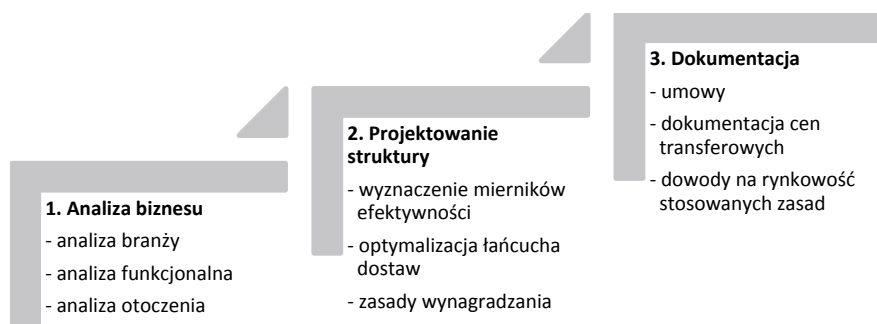 1. Analiza biznesu
- analiza branży
- analiza funkcjonalna
- analiza otoczenia
2. Projektowanie
struktury
- wyznaczenie mierników
efektywności
- optymalizacja łańcucha
dostaw
- zasady wynagradzania
3. Dokumentacja
- umowy
- dokumentacja cen
transferowych
- dowody na rynkowość
stosowanych zasad